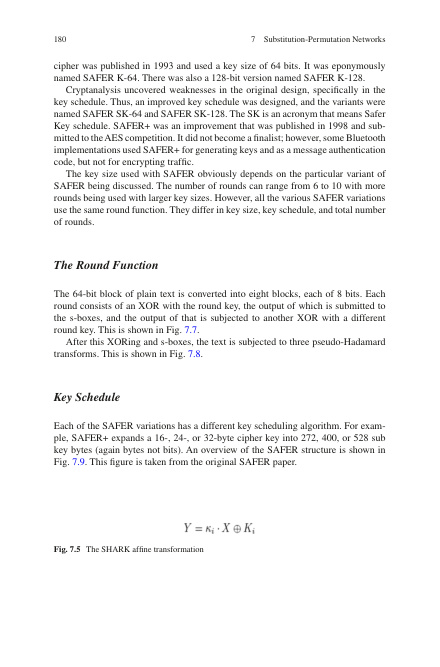 180
7 Substitution-Permutation Networks
cipher was published in 1993 and used a key size of 64 bits. It was eponymously
named SAFER K-64. There was also a 128-bit version named SAFER K-128.
Cryptanalysis uncovered weaknesses in the original design, specifically in the
key schedule. Thus, an improved key schedule was designed, and the variants were
named SAFER SK-64 and SAFER SK-128. The SK is an acronym that means Safer
Key schedule. SAFER+ was an improvement that was published in 1998 and sub-
mitted to the AES competition. It did not become a finalist; however, some Bluetooth
implementations used SAFER+ for generating keys and as a message authentication
code, but not for encrypting traffic.
The key size used with SAFER obviously depends on the particular variant of
SAFER being discussed. The number of rounds can range from 6 to 10 with more
rounds being used with larger key sizes. However, all the various SAFER variations
use the same round function. They differ in key size, key schedule, and total number
of rounds.
The Round Function
The 64-bit block of plain text is converted into eight blocks, each of 8 bits. Each
round consists of an XOR with the round key, the output of which is submitted to
the s-boxes, and the output of that is subjected to another XOR with a different
round key. This is shown in Fig. 7.7.
After this XORing and s-boxes, the text is subjected to three pseudo-Hadamard
transforms. This is shown in Fig. 7.8.
Key Schedule
Each of the SAFER variations has a different key scheduling algorithm. For exam-
ple, SAFER+ expands a 16-, 24-, or 32-byte cipher key into 272, 400, or 528 sub
key bytes (again bytes not bits). An overview of the SAFER structure is shown in
Fig. 7.9. This figure is taken from the original SAFER paper.
Y = κᵢ · X ⊕ Kᵢ
Fig. 7.5 The SHARK affine transformation